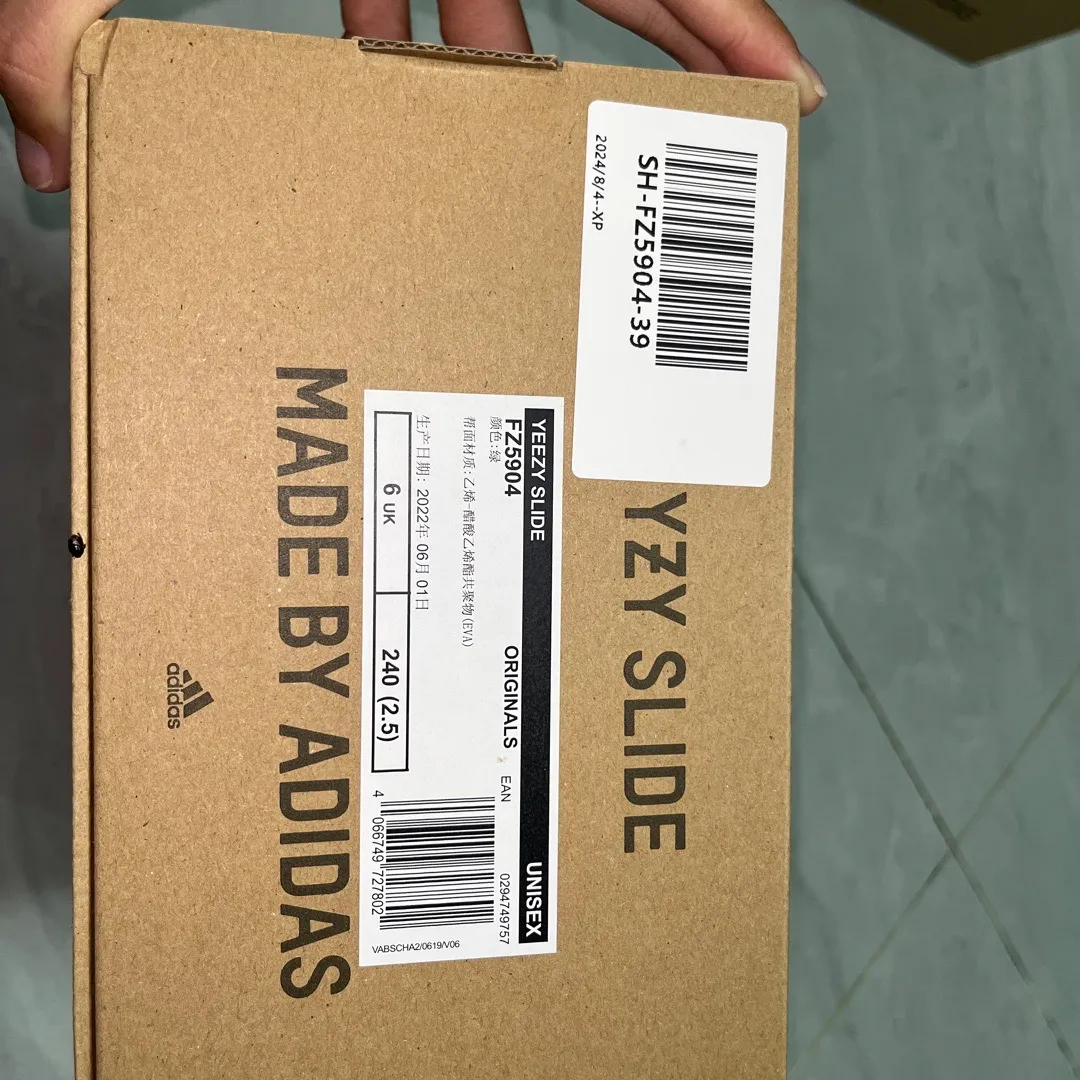 SH-FZ5904-39
2024/8/4--XP
YZY SLIDE
YEEZY SLIDE UNISEX
FZ5904 ORIGINALS EAN 0294749757
颜色:绿
帮面材质:乙烯-醋酸乙烯酯共聚物(EVA)
生产日期: 2022年 06月 01日
6 UK 240 (2.5)
4 066749 727802
VABSCHA2/0619/V06
MADE BY ADIDAS
adidas